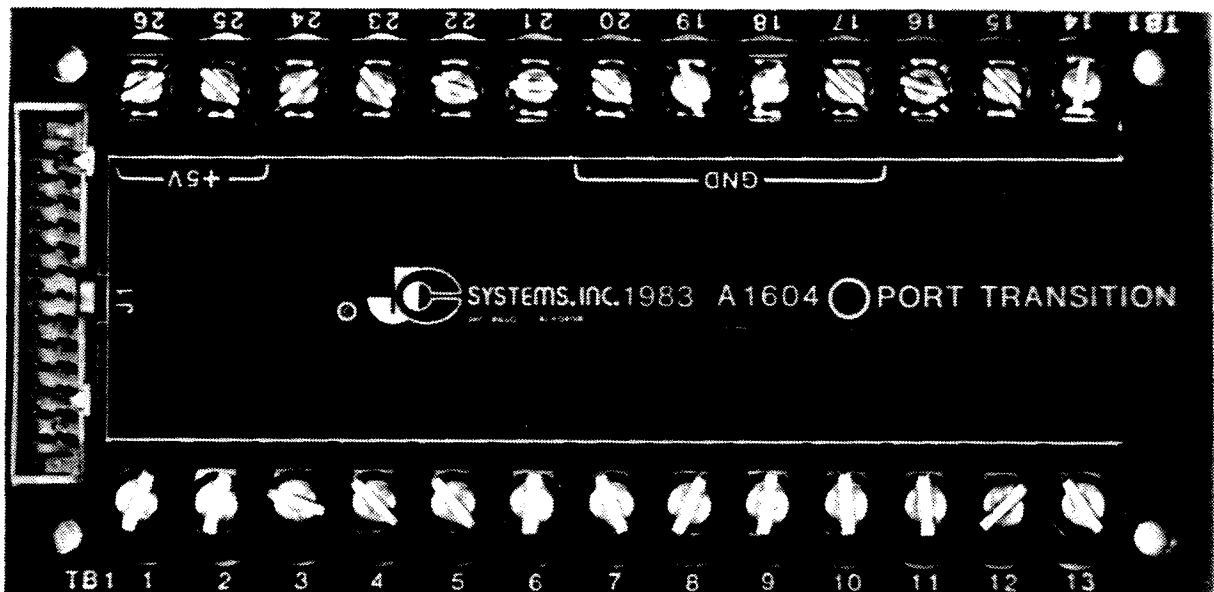 26 25 24 23 22 21 20 19 18 17 16 15 14 TB1
+5V GND
J1
SYSTEMS.INC. 1983 A1604 PORT TRANSITION
TB1 1 2 3 4 5 6 7 8 9 10 11 12 13